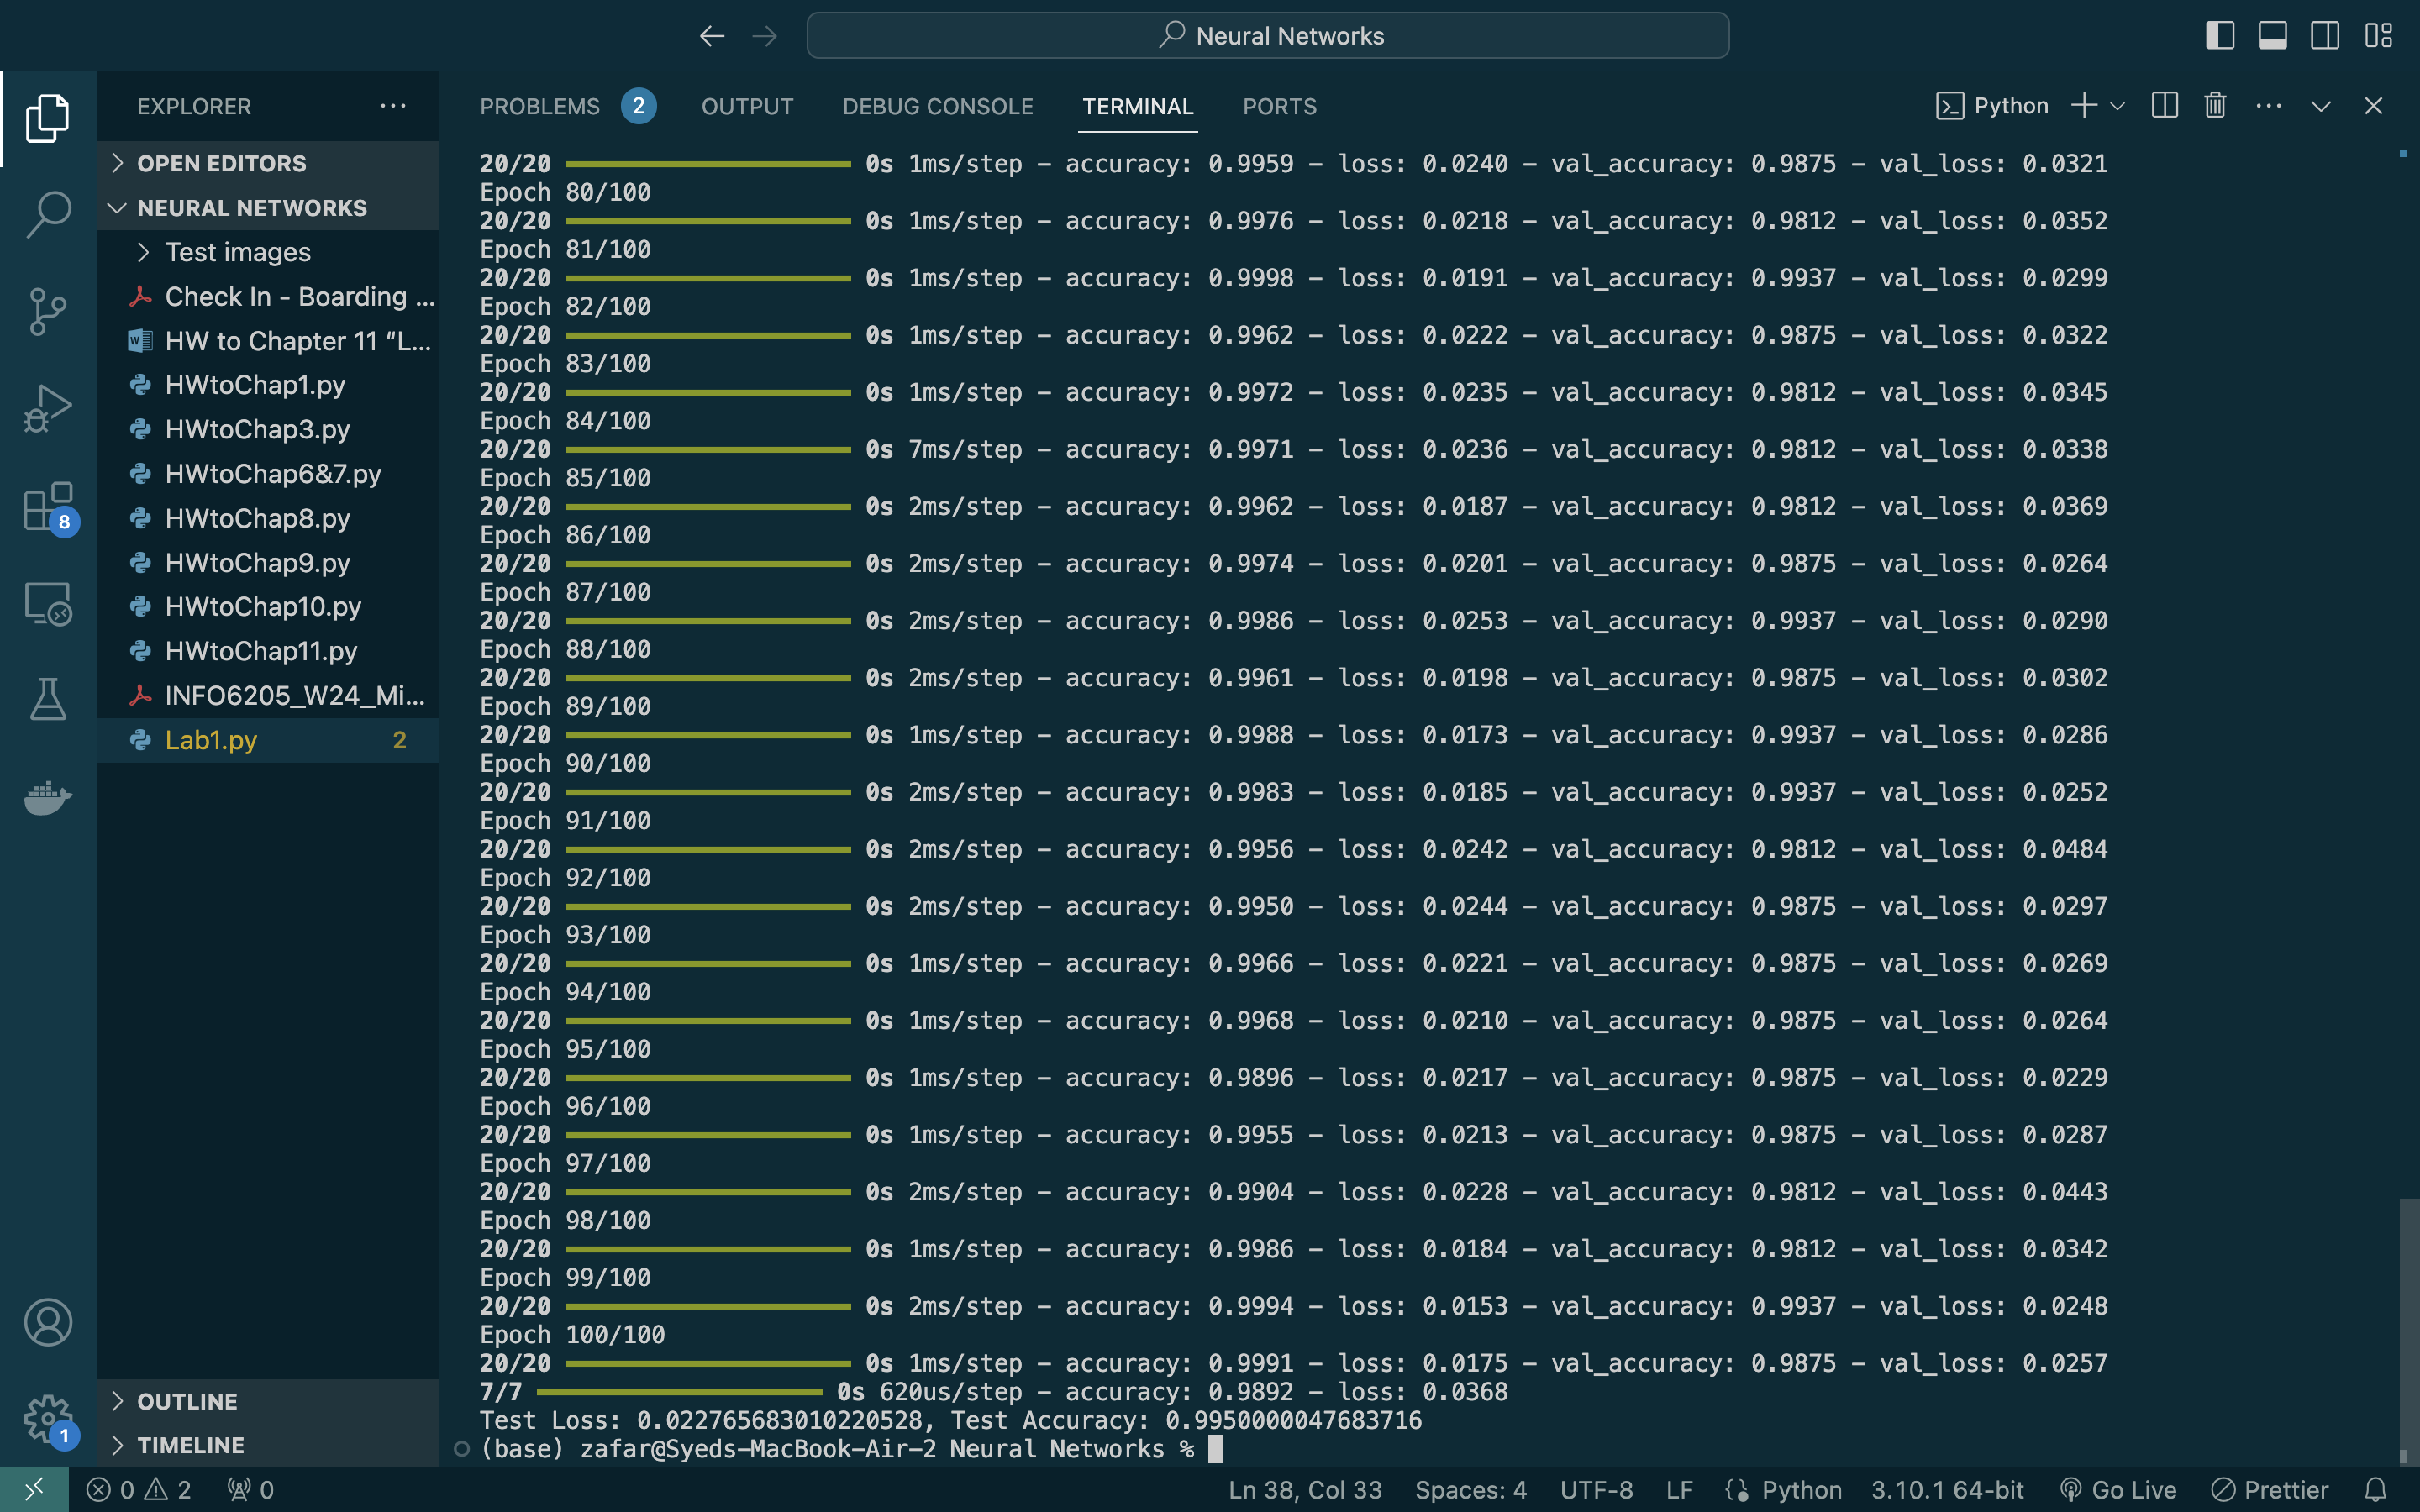 Neural Networks
EXPLORER
OPEN EDITORS
NEURAL NETWORKS
Test images
Check In - Boarding ...
HW to Chapter 11 “L...
HWtoChap1.py
HWtoChap3.py
HWtoChap6&7.py
HWtoChap8.py
HWtoChap9.py
HWtoChap10.py
HWtoChap11.py
INFO6205_W24_Mi...
Lab1.py 2
OUTLINE
TIMELINE
8
1
PROBLEMS 2 OUTPUT DEBUG CONSOLE TERMINAL PORTS
Python
20/20 0s 1ms/step - accuracy: 0.9959 - loss: 0.0240 - val_accuracy: 0.9875 - val_loss: 0.0321
Epoch 80/100
20/20 0s 1ms/step - accuracy: 0.9976 - loss: 0.0218 - val_accuracy: 0.9812 - val_loss: 0.0352
Epoch 81/100
20/20 0s 1ms/step - accuracy: 0.9998 - loss: 0.0191 - val_accuracy: 0.9937 - val_loss: 0.0299
Epoch 82/100
20/20 0s 1ms/step - accuracy: 0.9962 - loss: 0.0222 - val_accuracy: 0.9875 - val_loss: 0.0322
Epoch 83/100
20/20 0s 1ms/step - accuracy: 0.9972 - loss: 0.0235 - val_accuracy: 0.9812 - val_loss: 0.0345
Epoch 84/100
20/20 0s 7ms/step - accuracy: 0.9971 - loss: 0.0236 - val_accuracy: 0.9812 - val_loss: 0.0338
Epoch 85/100
20/20 0s 2ms/step - accuracy: 0.9962 - loss: 0.0187 - val_accuracy: 0.9812 - val_loss: 0.0369
Epoch 86/100
20/20 0s 2ms/step - accuracy: 0.9974 - loss: 0.0201 - val_accuracy: 0.9875 - val_loss: 0.0264
Epoch 87/100
20/20 0s 2ms/step - accuracy: 0.9986 - loss: 0.0253 - val_accuracy: 0.9937 - val_loss: 0.0290
Epoch 88/100
20/20 0s 2ms/step - accuracy: 0.9961 - loss: 0.0198 - val_accuracy: 0.9875 - val_loss: 0.0302
Epoch 89/100
20/20 0s 1ms/step - accuracy: 0.9988 - loss: 0.0173 - val_accuracy: 0.9937 - val_loss: 0.0286
Epoch 90/100
20/20 0s 2ms/step - accuracy: 0.9983 - loss: 0.0185 - val_accuracy: 0.9937 - val_loss: 0.0252
Epoch 91/100
20/20 0s 2ms/step - accuracy: 0.9956 - loss: 0.0242 - val_accuracy: 0.9812 - val_loss: 0.0484
Epoch 92/100
20/20 0s 2ms/step - accuracy: 0.9950 - loss: 0.0244 - val_accuracy: 0.9875 - val_loss: 0.0297
Epoch 93/100
20/20 0s 1ms/step - accuracy: 0.9966 - loss: 0.0221 - val_accuracy: 0.9875 - val_loss: 0.0269
Epoch 94/100
20/20 0s 1ms/step - accuracy: 0.9968 - loss: 0.0210 - val_accuracy: 0.9875 - val_loss: 0.0264
Epoch 95/100
20/20 0s 1ms/step - accuracy: 0.9896 - loss: 0.0217 - val_accuracy: 0.9875 - val_loss: 0.0229
Epoch 96/100
20/20 0s 1ms/step - accuracy: 0.9955 - loss: 0.0213 - val_accuracy: 0.9875 - val_loss: 0.0287
Epoch 97/100
20/20 0s 2ms/step - accuracy: 0.9904 - loss: 0.0228 - val_accuracy: 0.9812 - val_loss: 0.0443
Epoch 98/100
20/20 0s 1ms/step - accuracy: 0.9986 - loss: 0.0184 - val_accuracy: 0.9812 - val_loss: 0.0342
Epoch 99/100
20/20 0s 2ms/step - accuracy: 0.9994 - loss: 0.0153 - val_accuracy: 0.9937 - val_loss: 0.0248
Epoch 100/100
20/20 0s 1ms/step - accuracy: 0.9991 - loss: 0.0175 - val_accuracy: 0.9875 - val_loss: 0.0257
7/7 0s 620us/step - accuracy: 0.9892 - loss: 0.0368
Test Loss: 0.022765683010220528, Test Accuracy: 0.9950000047683716
(base) zafar@Syeds-MacBook-Air-2 Neural Networks %
0 2 0 Ln 38, Col 33 Spaces: 4 UTF-8 LF Python 3.10.1 64-bit Go Live Prettier